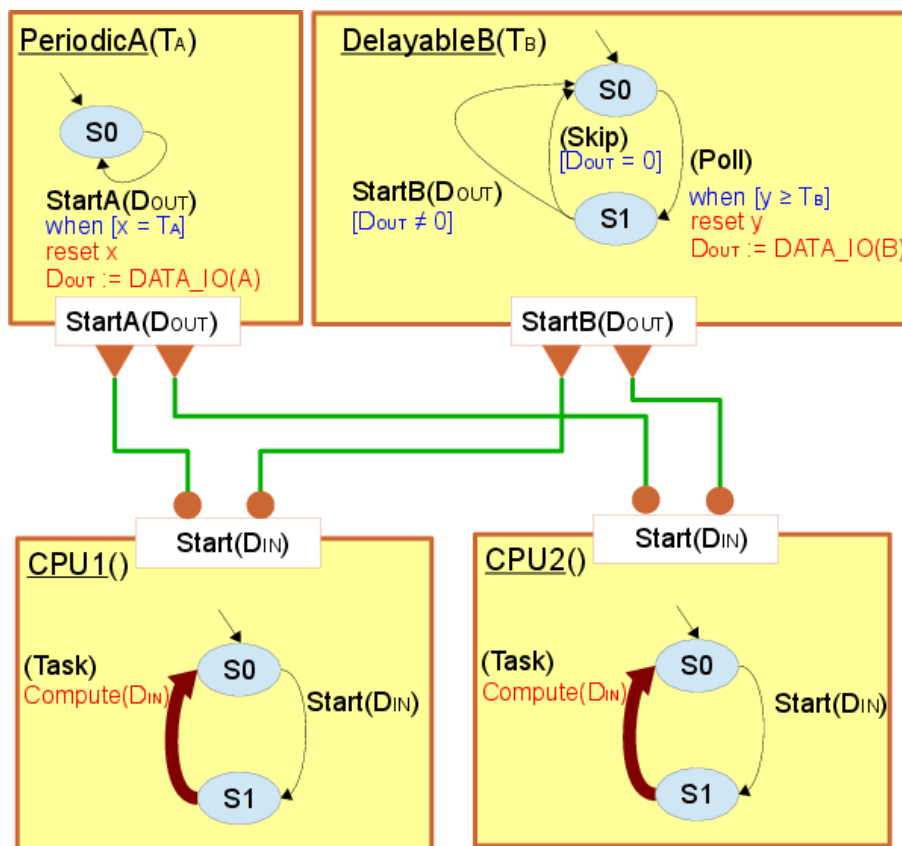 PeriodicA(TA)
S0
StartA(DOUT)
when [x = TA]
reset x
DOUT := DATA_IO(A)
StartA(DOUT)
DelayableB(TB)
S0
(Skip)
[DOUT = 0]
(Poll)
StartB(DOUT)
[DOUT ≠ 0]
S1
when [y ≥ TB]
reset y
DOUT := DATA_IO(B)
StartB(DOUT)
Start(DIN)
CPU1()
S0
(Task)
Compute(DIN)
Start(DIN)
S1
Start(DIN)
CPU2()
S0
(Task)
Compute(DIN)
Start(DIN)
S1